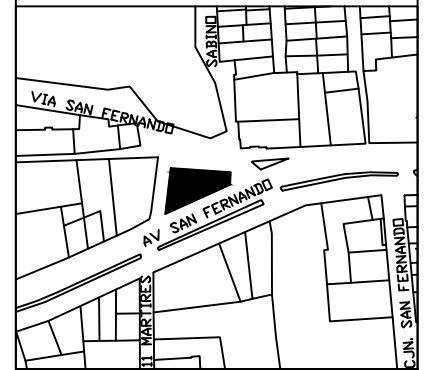 SABINO
VIA SAN FERNANDO
AV SAN FERNANDO
11 MARTIRES
CJN. SAN FERNANDO